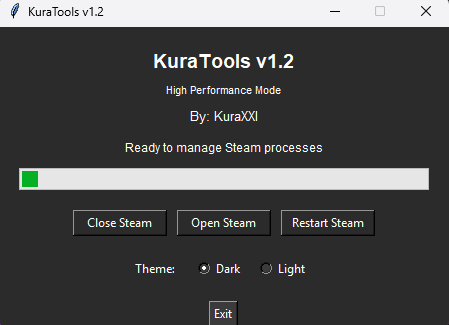 KuraTools v1.2
KuraTools v1.2
High Performance Mode
By: KuraXXI
Ready to manage Steam processes
Close Steam Open Steam Restart Steam
Theme: Dark Light
Exit